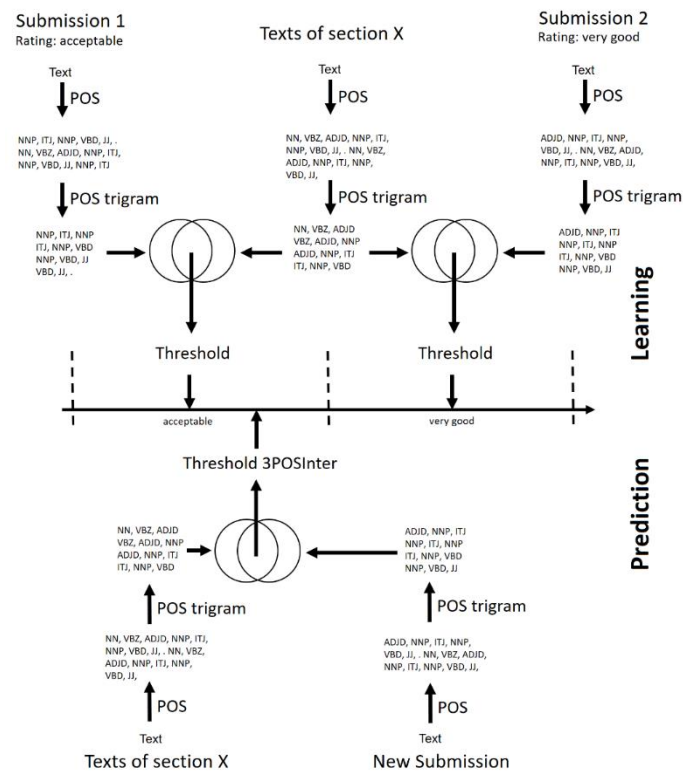 Submission 1
Rating: acceptable
Texts of section X
Submission 2
Rating: very good
Text
POS
NNP, ITJ, NNP, VBD, JJ, .
NN, VBZ, ADJD, NNP, ITJ,
NNP, VBD, JJ, NNP, ITJ
POS trigram
NNP, ITJ, NNP
ITJ, NNP, VBD
NNP, VBD, JJ
VBD, JJ, .
Text
POS
NN, VBZ, ADJD, NNP, ITJ,
NNP, VBD, JJ, . NN, VBZ,
ADJD, NNP, ITJ, NNP,
VBD, JJ,
POS trigram
NN, VBZ, ADJD
VBZ, ADJD, NNP
ADJD, NNP, ITJ
ITJ, NNP, VBD
Text
POS
ADJD, NNP, ITJ, NNP,
VBD, JJ, . NN, VBZ, ADJD,
NNP, ITJ, NNP, VBD, JJ,
POS trigram
ADJD, NNP, ITJ
NNP, ITJ, NNP
ITJ, NNP, VBD
NNP, VBD, JJ
Learning
Threshold
Threshold
acceptable
very good
Threshold 3POSInter
Prediction
NN, VBZ, ADJD
VBZ, ADJD, NNP
ADJD, NNP, ITJ
ITJ, NNP, VBD
POS trigram
NN, VBZ, ADJD, NNP, ITJ,
NNP, VBD, JJ, . NN, VBZ,
ADJD, NNP, ITJ, NNP,
VBD, JJ,
POS
Text
Texts of section X
ADJD, NNP, ITJ
NNP, ITJ, NNP
ITJ, NNP, VBD
NNP, VBD, JJ
POS trigram
ADJD, NNP, ITJ, NNP,
VBD, JJ, . NN, VBZ, ADJD,
NNP, ITJ, NNP, VBD, JJ,
POS
Text
New Submission